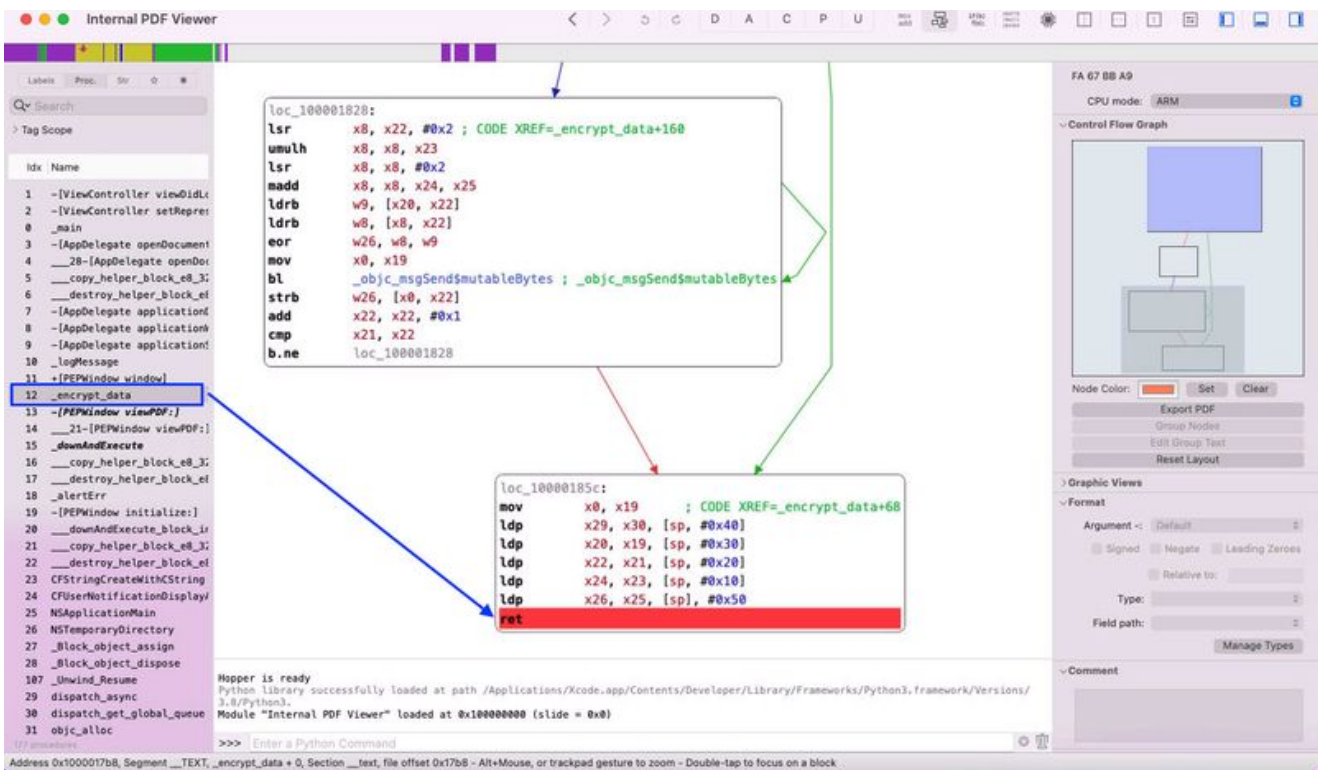 Internal PDF Viewer
D A C P U
Labels Proc. Str
Search
Tag Scope
Idx Name
1 -[ViewController viewDidLo
2 -[ViewController setRepres
0 _main
3 -[AppDelegate openDocument
4 ___28-[AppDelegate openDoc
5 ___copy_helper_block_e8_32
6 ___destroy_helper_block_e8
7 -[AppDelegate application
8 -[AppDelegate application
9 -[AppDelegate applicationS
10 _logMessage
11 +[PEPWindow window]
12 _encrypt_data
13 -[PEPWindow viewPDF:]
14 ___21-[PEPWindow viewPDF:]
15 _downAndExecute
16 ___copy_helper_block_e8_32
17 ___destroy_helper_block_e8
18 _alertErr
19 -[PEPWindow initialize:]
20 ___downAndExecute_block_in
21 ___copy_helper_block_e8_32
22 ___destroy_helper_block_e8
23 CFStringCreateWithCString
24 CFUserNotificationDisplayA
25 NSApplicationMain
26 NSTemporaryDirectory
27 _Block_object_assign
28 _Block_object_dispose
107 _Unwind_Resume
29 dispatch_async
30 dispatch_get_global_queue
31 objc_alloc
177 procedures
loc_100001828:
lsr x8, x22, #0x2 ; CODE XREF=_encrypt_data+160
umulh x8, x8, x23
lsr x8, x8, #0x2
madd x8, x8, x24, x25
ldrb w9, [x20, x22]
ldrb w8, [x8, x22]
eor w26, w8, w9
mov x0, x19
bl _objc_msgSend$mutableBytes ; _objc_msgSend$mutableBytes
strb w26, [x0, x22]
add x22, x22, #0x1
cmp x21, x22
b.ne loc_100001828
loc_10000185c:
mov x0, x19 ; CODE XREF=_encrypt_data+68
ldp x29, x30, [sp, #0x40]
ldp x20, x19, [sp, #0x30]
ldp x22, x21, [sp, #0x20]
ldp x24, x23, [sp, #0x10]
ldp x26, x25, [sp], #0x50
ret
Hopper is ready
Python library successfully loaded at path /Applications/Xcode.app/Contents/Developer/Library/Frameworks/Python3.framework/Versions/
3.8/Python3.
Module "Internal PDF Viewer" loaded at 0x100000000 (slide = 0x0)
>>> Enter a Python Command
FA 67 BB A9
CPU mode: ARM
Control Flow Graph
Node Color: Set Clear
Export PDF
Group Nodes
Edit Group Text
Reset Layout
Graphic Views
Format
Argument -: Default
Signed Negate Leading Zeroes
Relative to:
Type:
Field path:
Manage Types
Comment
Address 0x1000017b8, Segment __TEXT, _encrypt_data + 0, Section __text, file offset 0x17b8 - Alt+Mouse, or trackpad gesture to zoom - Double-tap to focus on a block